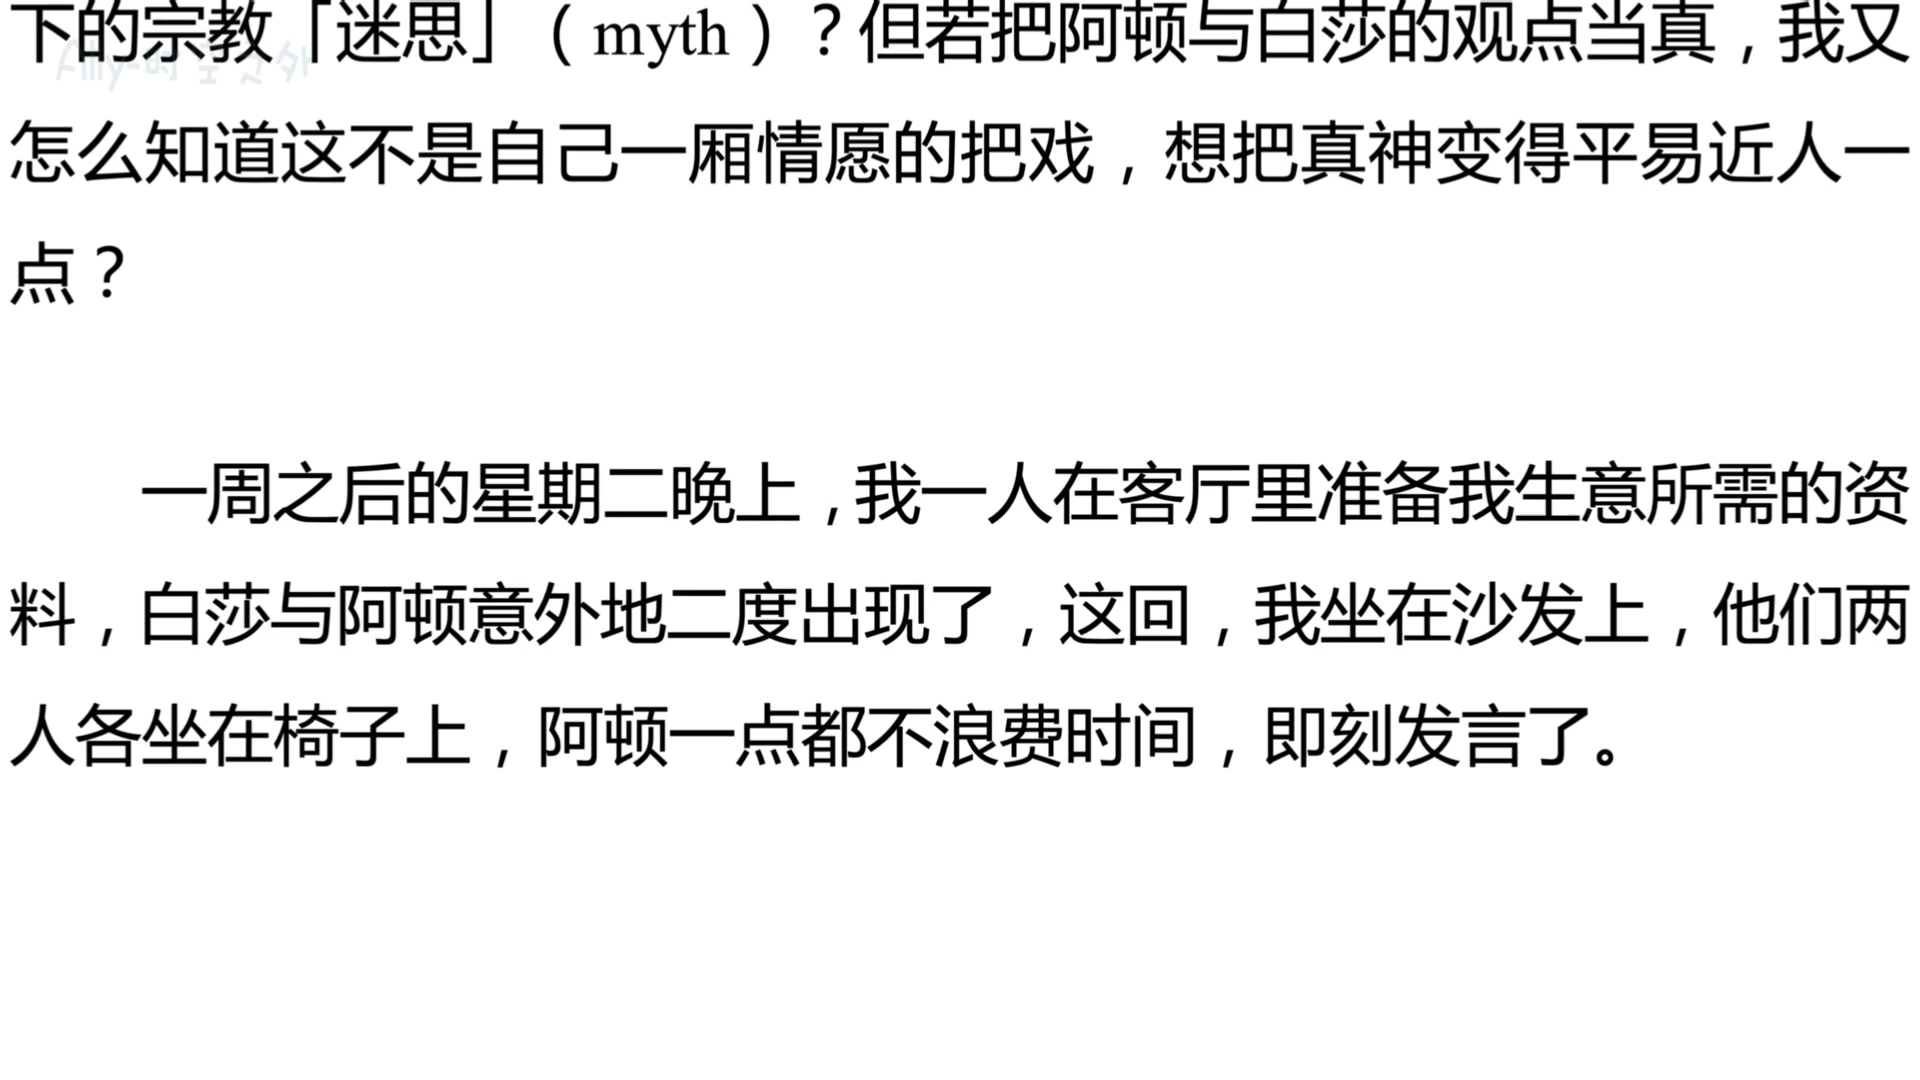 下的宗教「迷思」（myth）？但若把阿顿与白莎的观点当真，我又
Ally-时空之外
怎么知道这不是自己一厢情愿的把戏，想把真神变得平易近人一
点？
一周之后的星期二晚上，我一人在客厅里准备我生意所需的资
料，白莎与阿顿意外地二度出现了，这回，我坐在沙发上，他们两
人各坐在椅子上，阿顿一点都不浪费时间，即刻发言了。